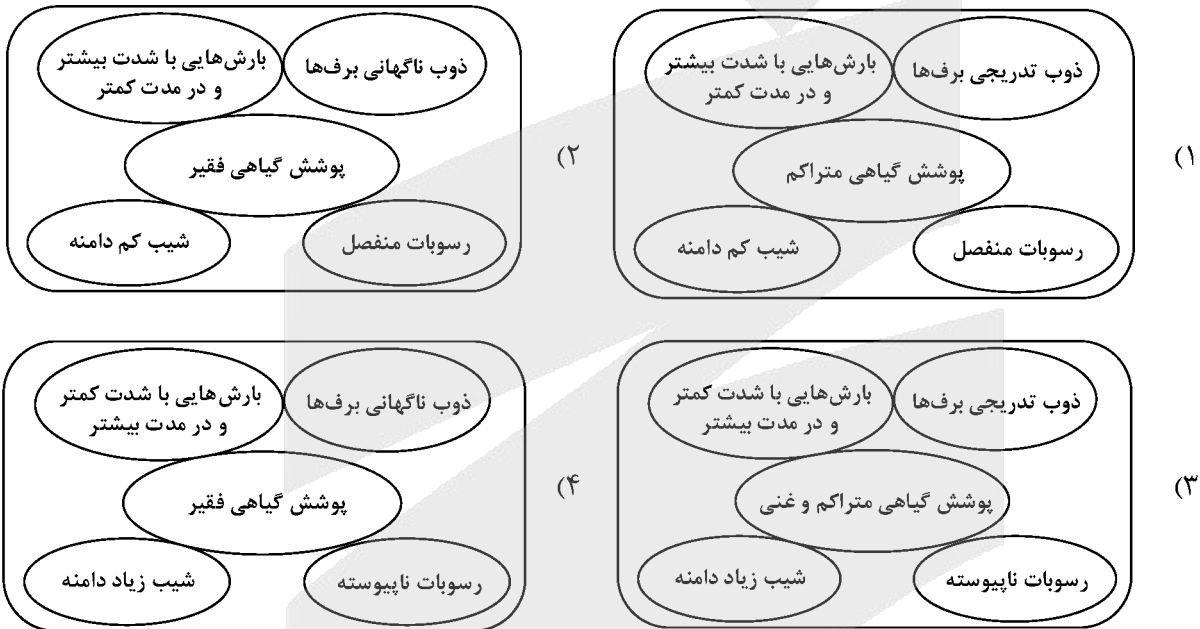 ۱)
ذوب تدریجی برف‌ها
بارش‌هایی با شدت بیشتر
و در مدت کمتر
پوشش گیاهی متراکم
رسوبات منفصل
شیب کم دامنه
۲)
ذوب ناگهانی برف‌ها
بارش‌هایی با شدت بیشتر
و در مدت کمتر
پوشش گیاهی فقیر
رسوبات منفصل
شیب کم دامنه
۳)
ذوب تدریجی برف‌ها
بارش‌هایی با شدت کمتر
و در مدت بیشتر
پوشش گیاهی متراکم و غنی
رسوبات ناپیوسته
شیب زیاد دامنه
۴)
ذوب ناگهانی برف‌ها
بارش‌هایی با شدت کمتر
و در مدت بیشتر
پوشش گیاهی فقیر
رسوبات ناپیوسته
شیب زیاد دامنه